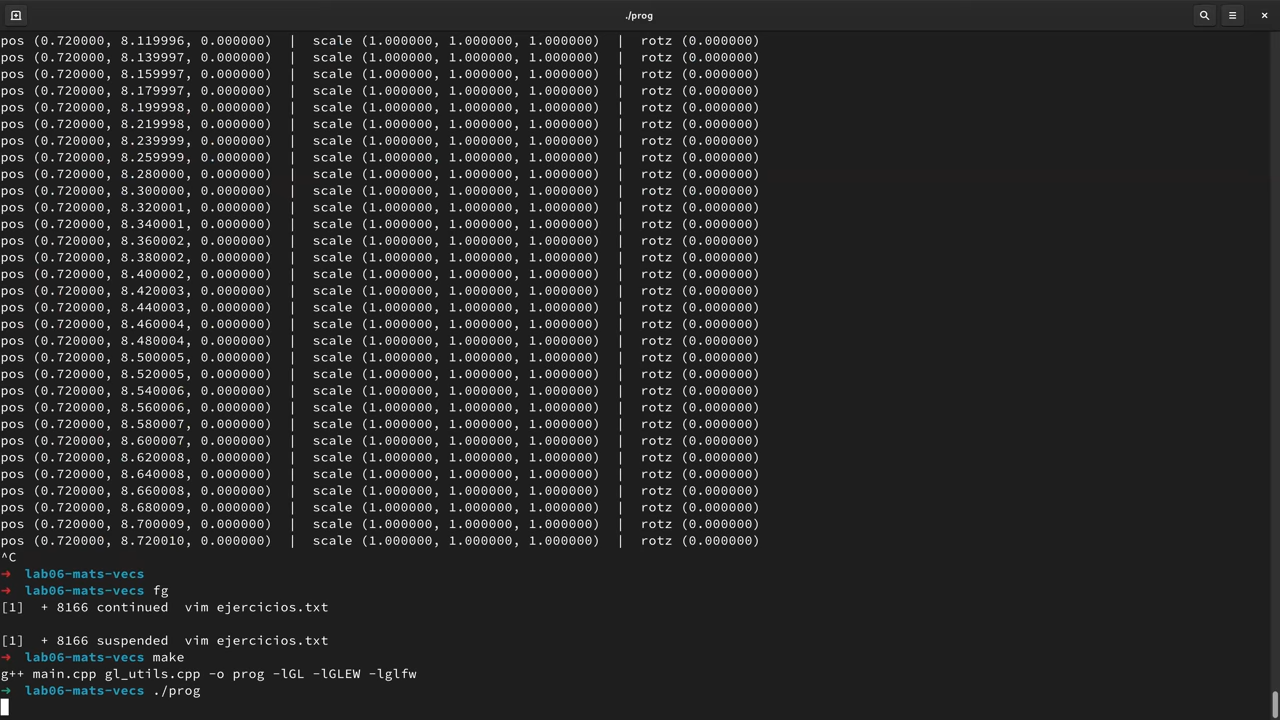 ./prog
pos (0.720000, 8.119996, 0.000000)  |  scale (1.000000, 1.000000, 1.000000)  |  rotz (0.000000)
pos (0.720000, 8.139997, 0.000000)  |  scale (1.000000, 1.000000, 1.000000)  |  rotz (0.000000)
pos (0.720000, 8.159997, 0.000000)  |  scale (1.000000, 1.000000, 1.000000)  |  rotz (0.000000)
pos (0.720000, 8.179997, 0.000000)  |  scale (1.000000, 1.000000, 1.000000)  |  rotz (0.000000)
pos (0.720000, 8.199998, 0.000000)  |  scale (1.000000, 1.000000, 1.000000)  |  rotz (0.000000)
pos (0.720000, 8.219998, 0.000000)  |  scale (1.000000, 1.000000, 1.000000)  |  rotz (0.000000)
pos (0.720000, 8.239999, 0.000000)  |  scale (1.000000, 1.000000, 1.000000)  |  rotz (0.000000)
pos (0.720000, 8.259999, 0.000000)  |  scale (1.000000, 1.000000, 1.000000)  |  rotz (0.000000)
pos (0.720000, 8.280000, 0.000000)  |  scale (1.000000, 1.000000, 1.000000)  |  rotz (0.000000)
pos (0.720000, 8.300000, 0.000000)  |  scale (1.000000, 1.000000, 1.000000)  |  rotz (0.000000)
pos (0.720000, 8.320001, 0.000000)  |  scale (1.000000, 1.000000, 1.000000)  |  rotz (0.000000)
pos (0.720000, 8.340001, 0.000000)  |  scale (1.000000, 1.000000, 1.000000)  |  rotz (0.000000)
pos (0.720000, 8.360002, 0.000000)  |  scale (1.000000, 1.000000, 1.000000)  |  rotz (0.000000)
pos (0.720000, 8.380002, 0.000000)  |  scale (1.000000, 1.000000, 1.000000)  |  rotz (0.000000)
pos (0.720000, 8.400002, 0.000000)  |  scale (1.000000, 1.000000, 1.000000)  |  rotz (0.000000)
pos (0.720000, 8.420003, 0.000000)  |  scale (1.000000, 1.000000, 1.000000)  |  rotz (0.000000)
pos (0.720000, 8.440003, 0.000000)  |  scale (1.000000, 1.000000, 1.000000)  |  rotz (0.000000)
pos (0.720000, 8.460004, 0.000000)  |  scale (1.000000, 1.000000, 1.000000)  |  rotz (0.000000)
pos (0.720000, 8.480004, 0.000000)  |  scale (1.000000, 1.000000, 1.000000)  |  rotz (0.000000)
pos (0.720000, 8.500005, 0.000000)  |  scale (1.000000, 1.000000, 1.000000)  |  rotz (0.000000)
pos (0.720000, 8.520005, 0.000000)  |  scale (1.000000, 1.000000, 1.000000)  |  rotz (0.000000)
pos (0.720000, 8.540006, 0.000000)  |  scale (1.000000, 1.000000, 1.000000)  |  rotz (0.000000)
pos (0.720000, 8.560006, 0.000000)  |  scale (1.000000, 1.000000, 1.000000)  |  rotz (0.000000)
pos (0.720000, 8.580007, 0.000000)  |  scale (1.000000, 1.000000, 1.000000)  |  rotz (0.000000)
pos (0.720000, 8.600007, 0.000000)  |  scale (1.000000, 1.000000, 1.000000)  |  rotz (0.000000)
pos (0.720000, 8.620008, 0.000000)  |  scale (1.000000, 1.000000, 1.000000)  |  rotz (0.000000)
pos (0.720000, 8.640008, 0.000000)  |  scale (1.000000, 1.000000, 1.000000)  |  rotz (0.000000)
pos (0.720000, 8.660008, 0.000000)  |  scale (1.000000, 1.000000, 1.000000)  |  rotz (0.000000)
pos (0.720000, 8.680009, 0.000000)  |  scale (1.000000, 1.000000, 1.000000)  |  rotz (0.000000)
pos (0.720000, 8.700009, 0.000000)  |  scale (1.000000, 1.000000, 1.000000)  |  rotz (0.000000)
pos (0.720000, 8.720010, 0.000000)  |  scale (1.000000, 1.000000, 1.000000)  |  rotz (0.000000)
^C
➜  lab06-mats-vecs
➜  lab06-mats-vecs fg
[1]  + 8166 continued  vim ejercicios.txt
[1]  + 8166 suspended  vim ejercicios.txt
➜  lab06-mats-vecs make
g++ main.cpp gl_utils.cpp -o prog -lGL -lGLEW -lglfw
➜  lab06-mats-vecs ./prog